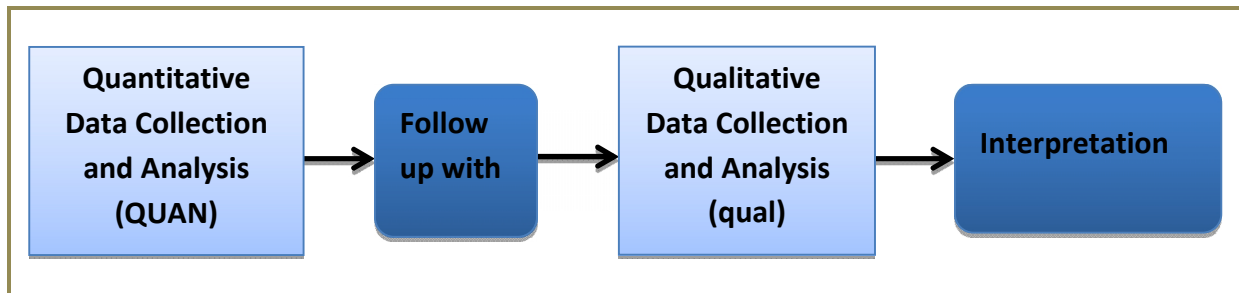 Quantitative
Data Collection
and Analysis
(QUAN)
Follow
up with
Qualitative
Data Collection
and Analysis
(qual)
Interpretation